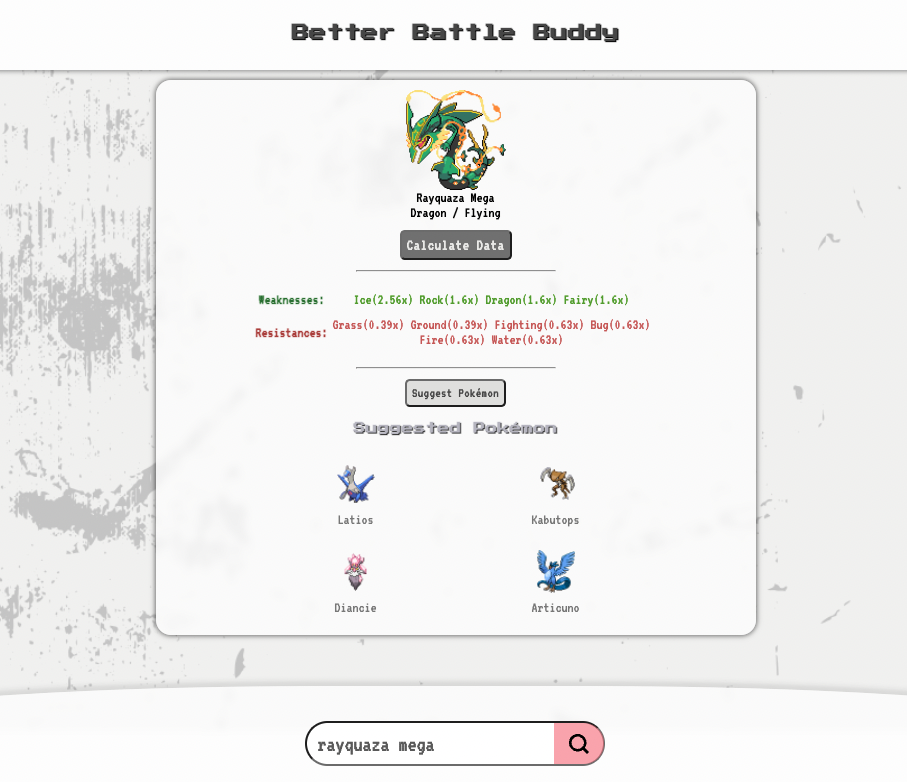 Better Battle Buddy
Rayquaza Mega
Dragon / Flying
Calculate Data
Weaknesses: Ice(2.56x) Rock(1.6x) Dragon(1.6x) Fairy(1.6x)
Resistances: Grass(0.39x) Ground(0.39x) Fighting(0.63x) Bug(0.63x)
Fire(0.63x) Water(0.63x)
Suggest Pokémon
Suggested Pokémon
Latios Kabutops
Diancie Articuno
rayquaza mega